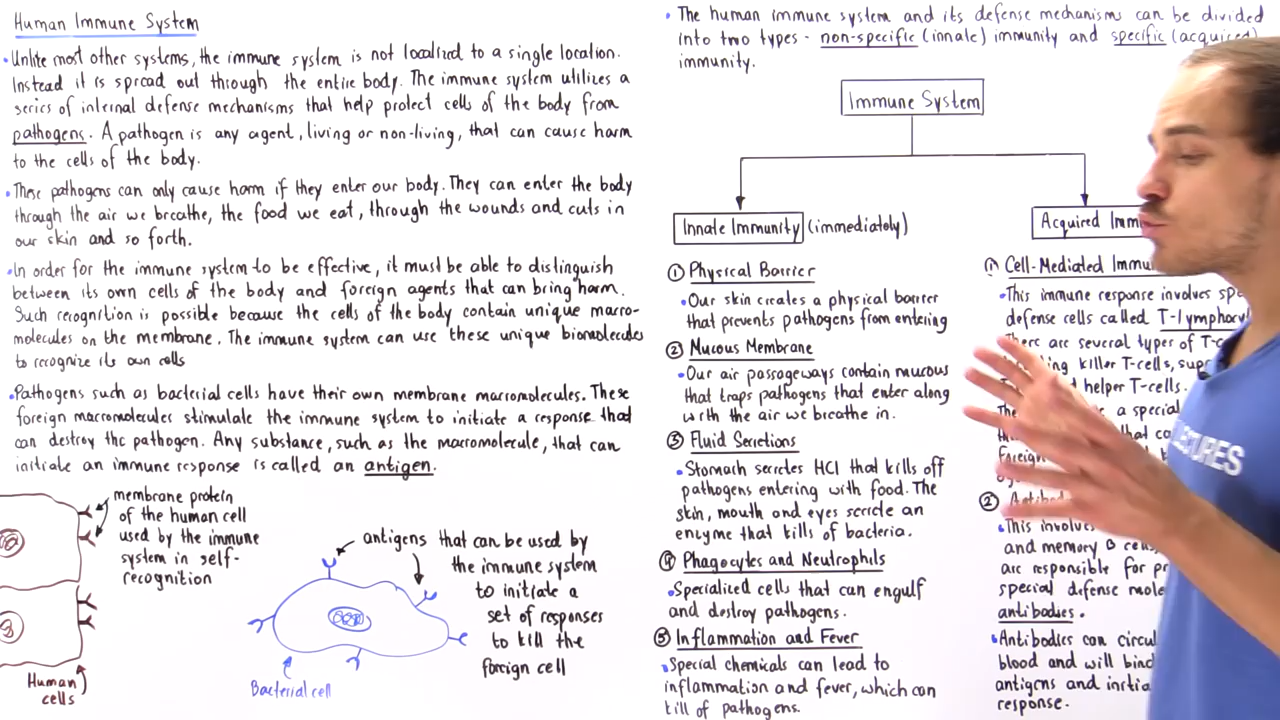 Human Immune System
• Unlike most other systems, the immune system is not localized to a single location.
Instead it is spread out through the entire body. The immune system utilizes a
series of internal defense mechanisms that help protect cells of the body from
pathogens. A pathogen is any agent, living or non-living, that can cause harm
to the cells of the body.
• These pathogens can only cause harm if they enter our body. They can enter the body
through the air we breathe, the food we eat, through the wounds and cuts in
our skin and so forth.
• In order for the immune system to be effective, it must be able to distinguish
between its own cells of the body and foreign agents that can bring harm.
Such recognition is possible because the cells of the body contain unique macro-
molecules on the membrane. The immune system can use these unique biomolecules
to recognize its own cells
• Pathogens such as bacterial cells have their own membrane macromolecules. These
foreign macromolecules stimulate the immune system to initiate a response that
can destroy the pathogen. Any substance, such as the macromolecule, that can
initiate an immune response is called an antigen.
membrane protein
of the human cell
used by the immune
system in self-
recognition
Human
cells
antigens that can be used by
the immune system
to initiate a
set of responses
to kill the
foreign cell
Bacterial cell
• The human immune system and its defense mechanisms can be divided
into two types - non-specific (innate) immunity and specific (acquired)
immunity.
Immune System
Innate Immunity (immediately)
① Physical Barrier
• Our skin creates a physical barrier
that prevents pathogens from entering
② Mucous Membrane
• Our air passageways contain mucous
that traps pathogens that enter along
with the air we breathe in.
③ Fluid Secretions
• Stomach secretes HCl that kills off
pathogens entering with food. The
skin, mouth and eyes secrete an
enzyme that kills of bacteria.
④ Phagocytes and Neutrophils
• Specialized cells that can engulf
and destroy pathogens.
⑤ Inflammation and Fever
• Special chemicals can lead to
inflammation and fever, which can
kill of pathogens.
Acquired
① Cell-Mediated
• This immune response involves
defense cells called
There are several types of
killer T-cells,
helper T-cells.
a special
that
②
• This
and memory B
are responsible for
special defense
antibodies.
• Antibodies can
blood and will bind
antigens and
response.
LECTURES